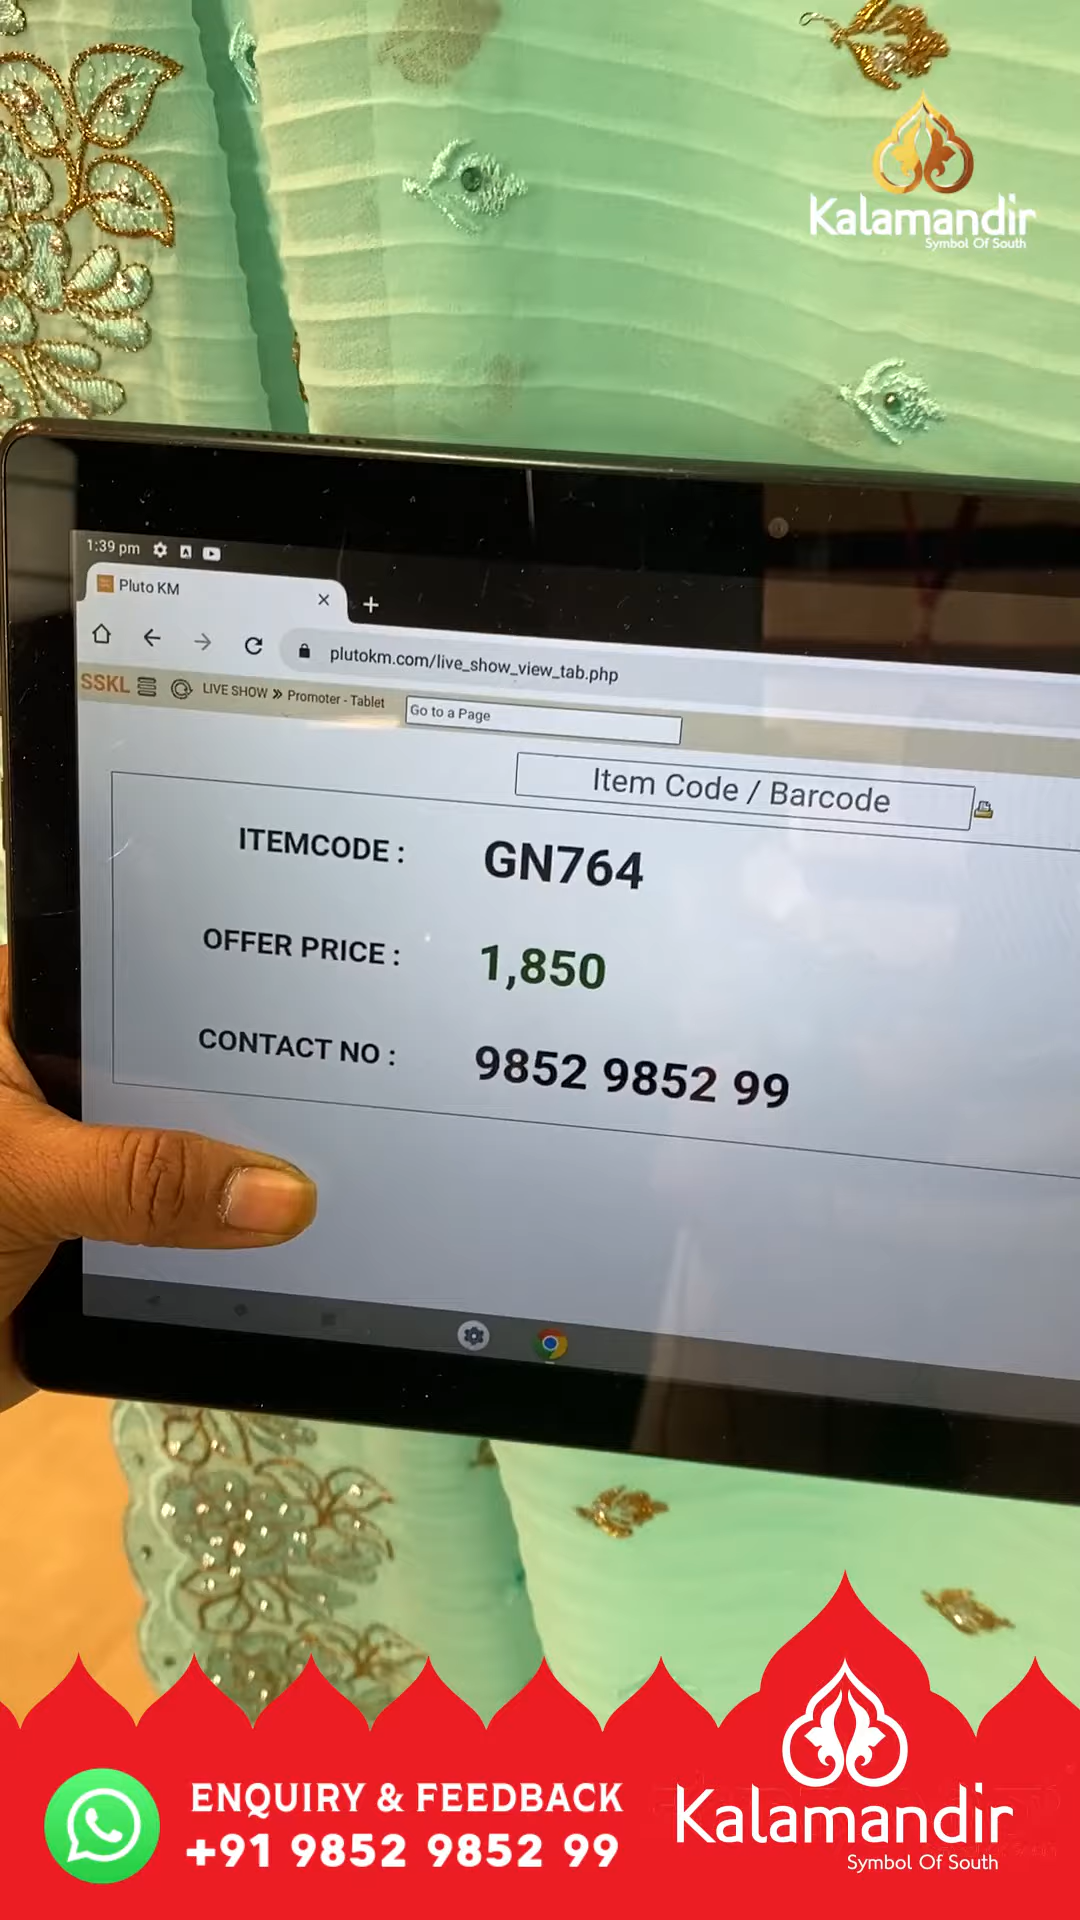 Kalamandir
Symbol Of South
1:39 pm
Pluto KM
plutokm.com/live_show_view_tab.php
SSKL LIVE SHOW » Promoter - Tablet
Go to a Page
Item Code / Barcode
ITEMCODE : GN764
OFFER PRICE : 1,850
CONTACT NO : 9852 9852 99
ENQUIRY & FEEDBACK
+91 9852 9852 99
Kalamandir
Symbol Of South